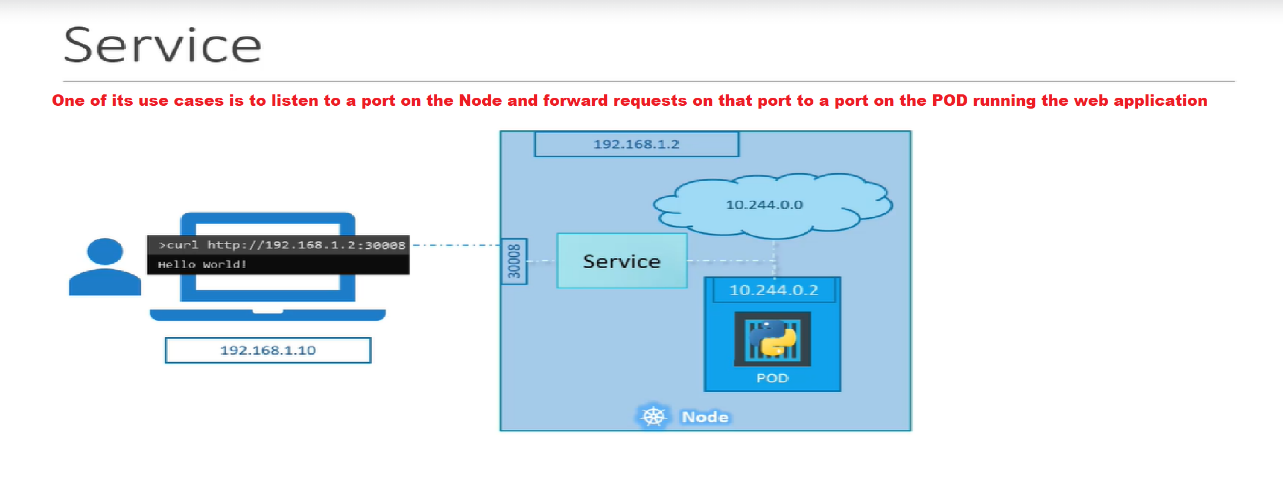 Service
One of its use cases is to listen to a port on the Node and forward requests on that port to a port on the POD running the web application
192.168.1.2
10.244.0.0
>curl http://192.168.1.2:30008
Hello World!
30008
Service
10.244.0.2
192.168.1.10
POD
Node